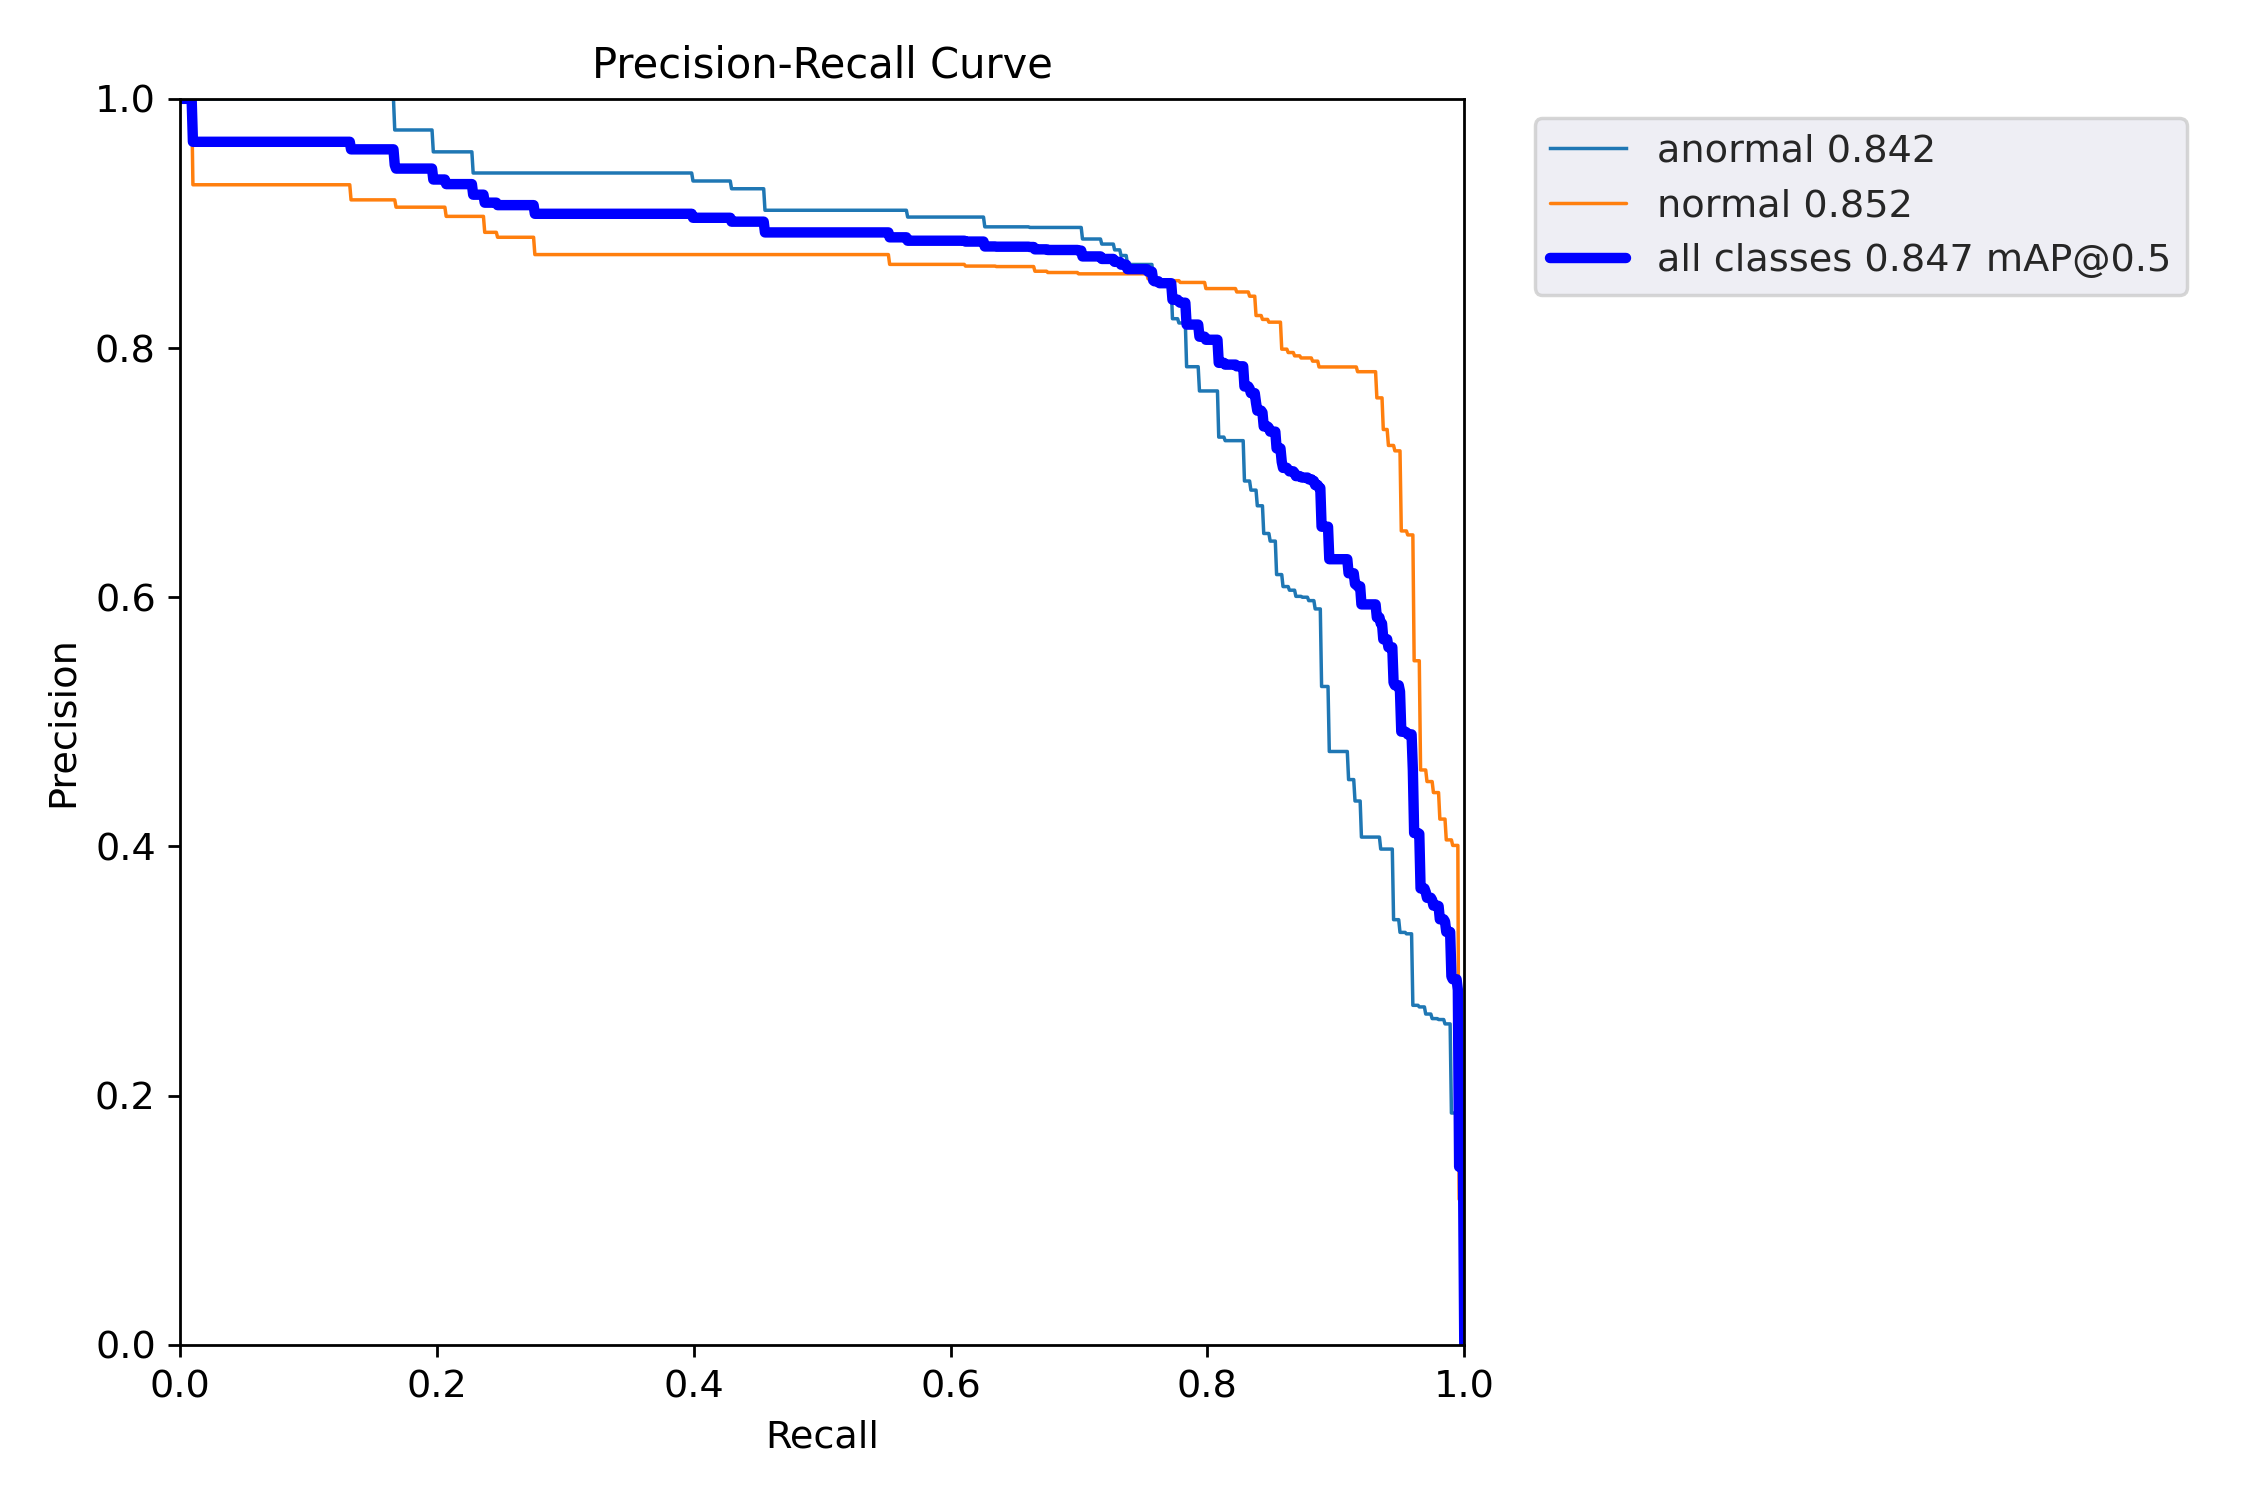 Precision-Recall Curve
1.0
0.8
0.6
0.4
0.2
0.0
Precision
0.0 0.2 0.4 0.6 0.8 1.0
Recall
anormal 0.842
normal 0.852
all classes 0.847 mAP@0.5